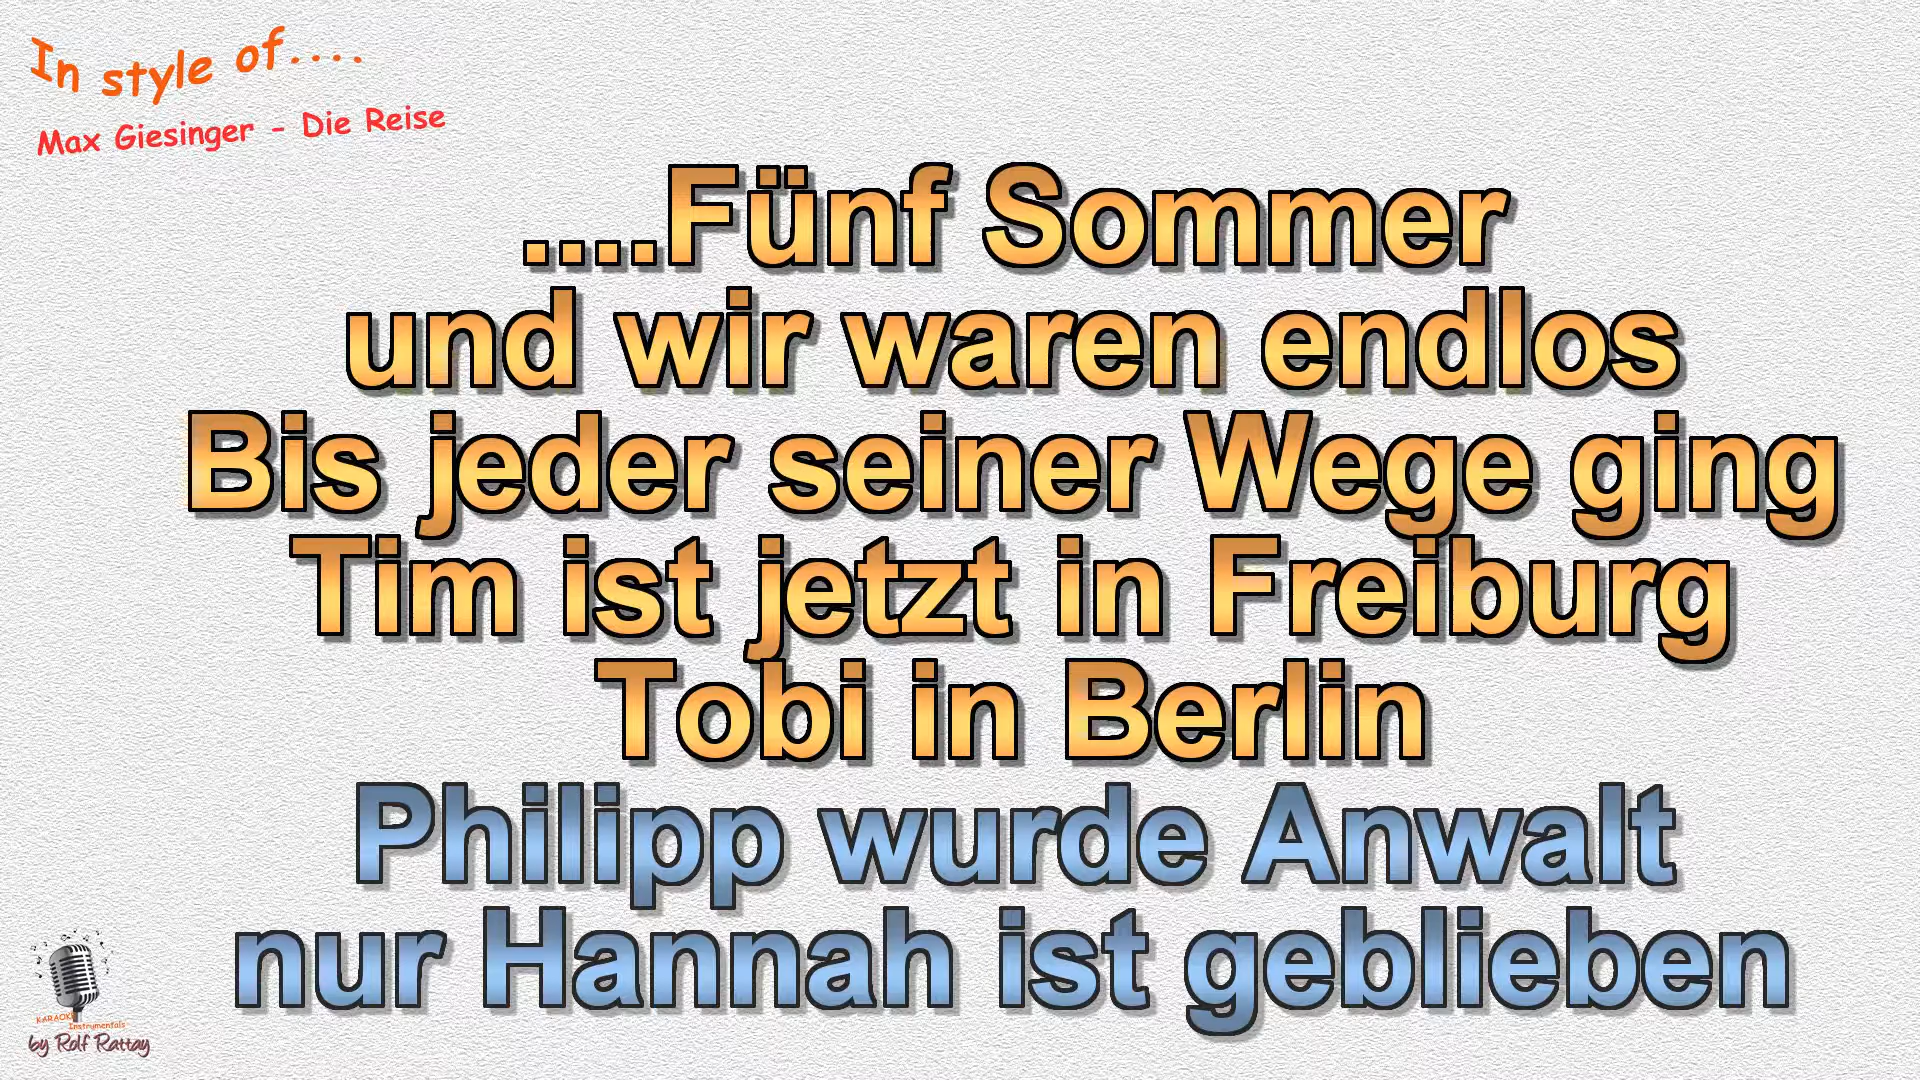 In style of....
Max Giesinger - Die Reise
....Fünf Sommer
und wir waren endlos
Bis jeder seiner Wege ging
Tim ist jetzt in Freiburg
Tobi in Berlin
Philipp wurde Anwalt
nur Hannah ist geblieben
KARAOKE
Instrumentals
by Rolf Rattay